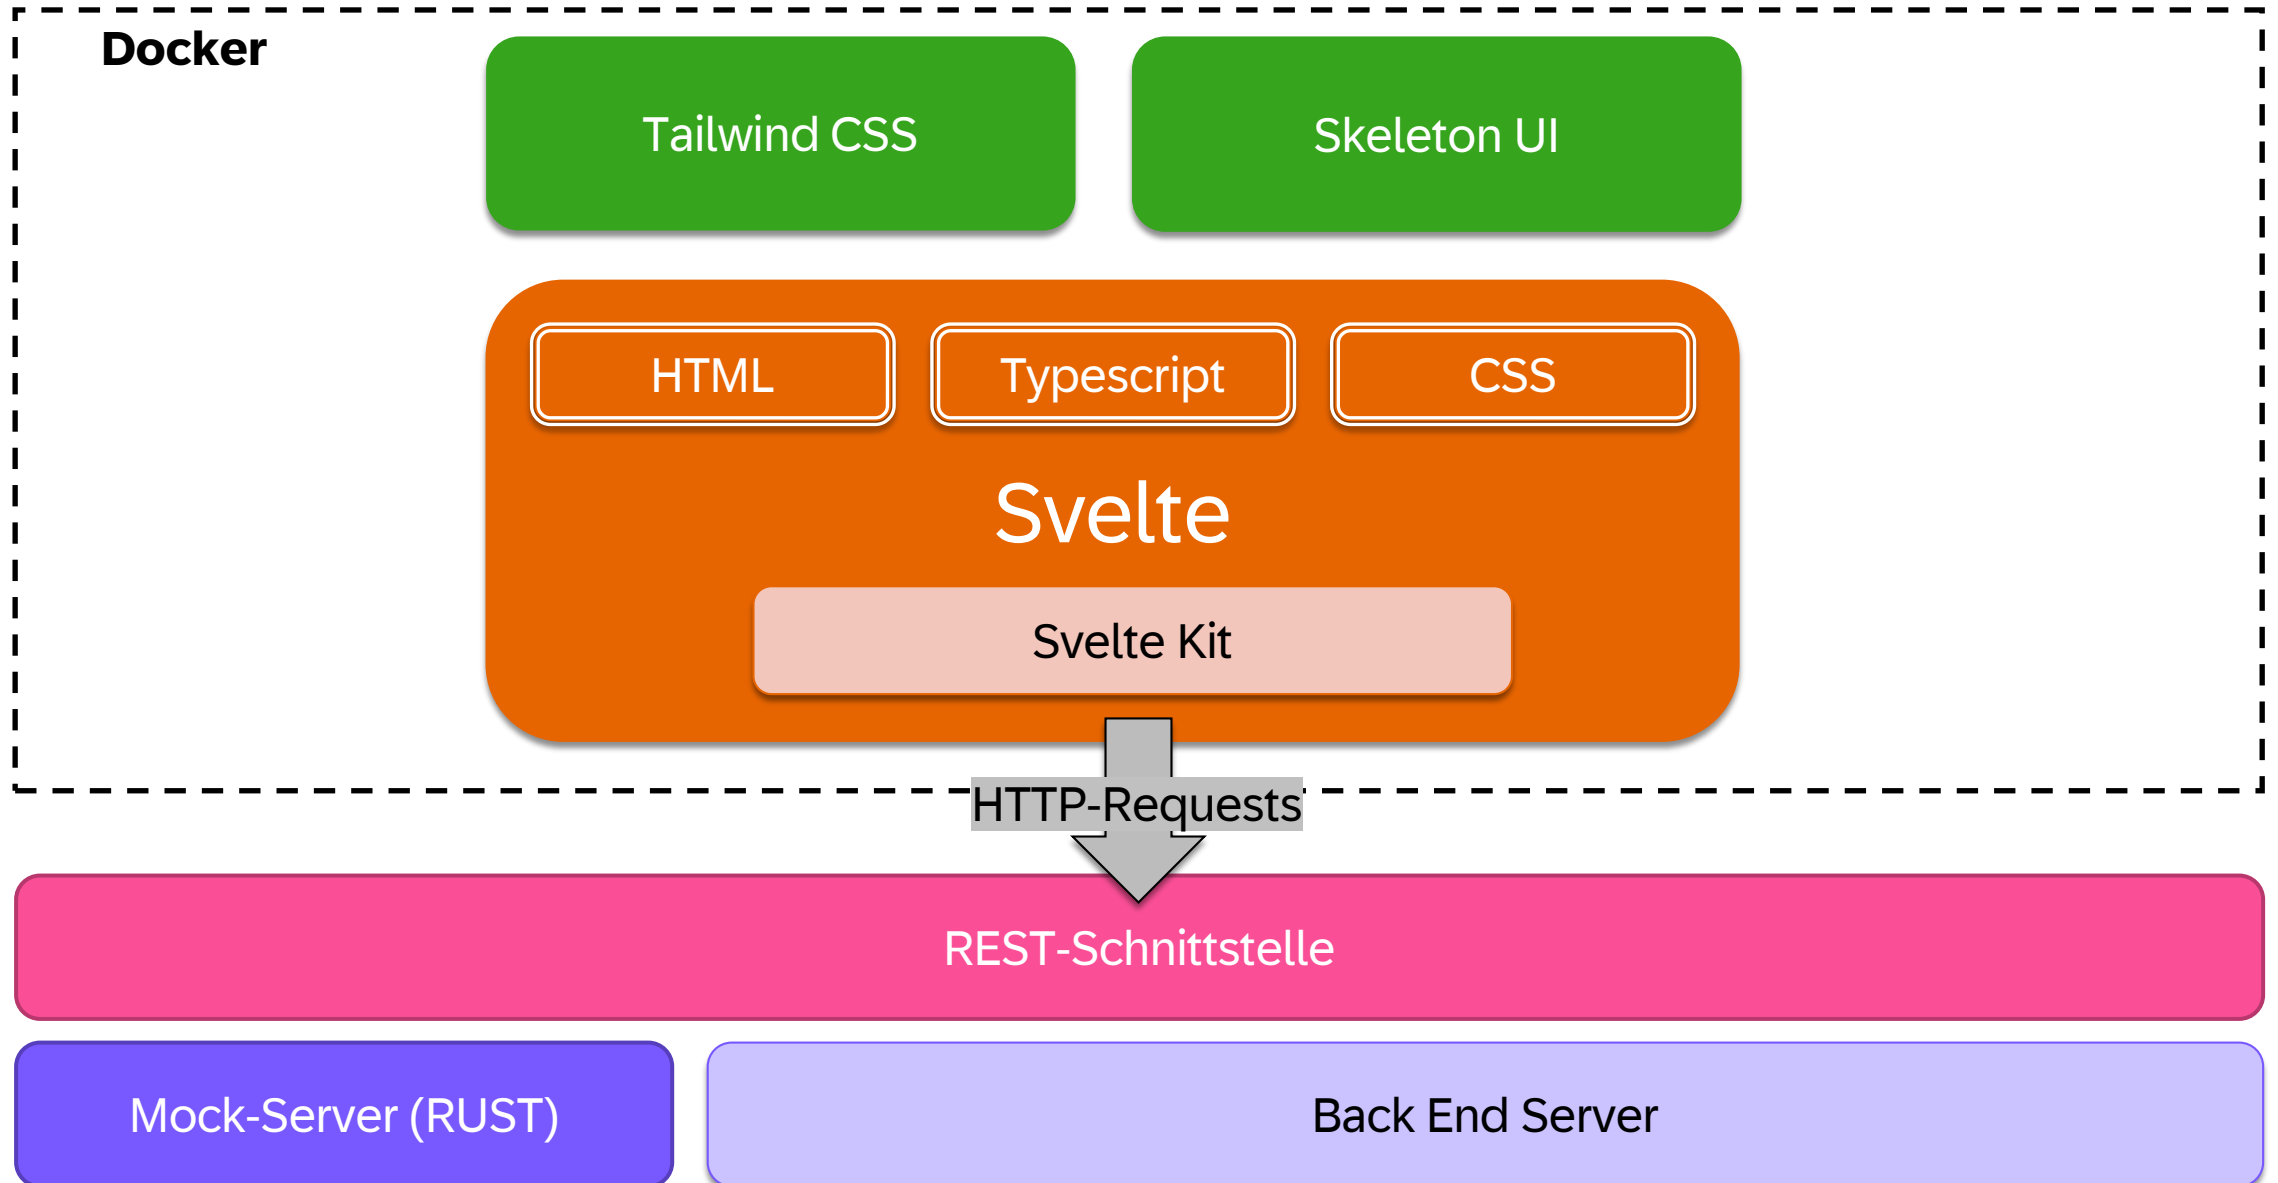 Docker
Tailwind CSS
Skeleton UI
HTML
Typescript
CSS
Svelte
Svelte Kit
HTTP-Requests
REST-Schnittstelle
Mock-Server (RUST)
Back End Server